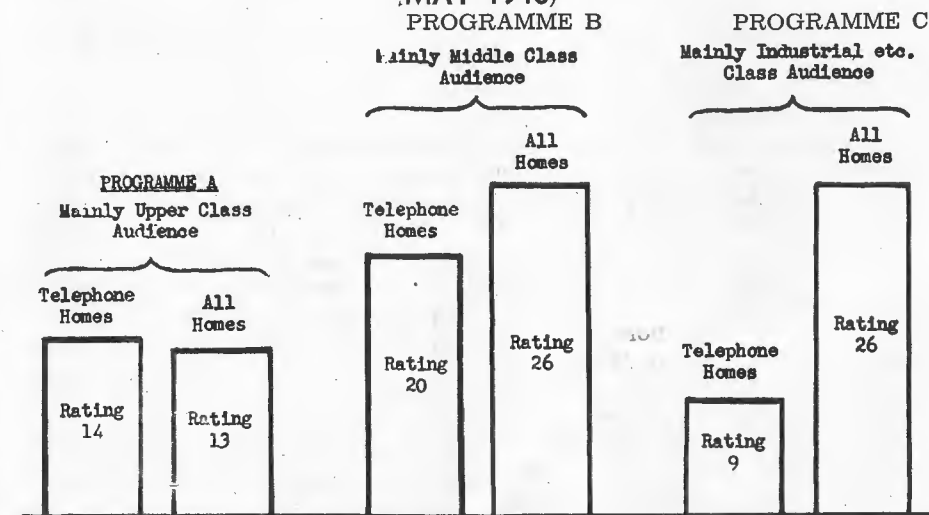 PROGRAMME B
Mainly Middle Class
Audience
PROGRAMME C
Mainly Industrial etc.
Class Audience
PROGRAMME A
Mainly Upper Class
Audience
Telephone
Homes
All
Homes
Telephone
Homes
All
Homes
Telephone
Homes
All
Homes
Rating
14
Rating
13
Rating
20
Rating
26
Rating
9
Rating
26